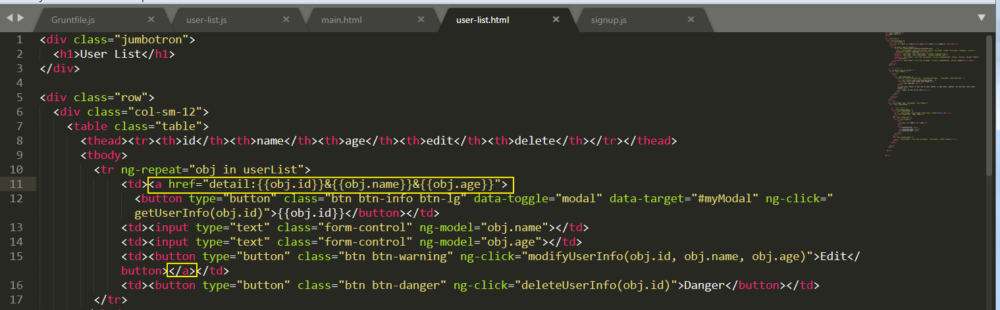 Gruntfile.js × user-list.js × main.html × user-list.html × signup.js ×
1 <div class="jumbotron">
2 <h1>User List</h1>
3 </div>
4
5 <div class="row">
6 <div class="col-sm-12">
7 <table class="table">
8 <thead><tr><th>id</th><th>name</th><th>age</th><th>edit</th><th>delete</th></tr></thead>
9 <tbody>
10 <tr ng-repeat="obj in userList">
11 <td><a href="detail:{{obj.id}}&{{obj.name}}&{{obj.age}}">
12 <button type="button" class="btn btn-info btn-lg" data-toggle="modal" data-target="#myModal" ng-click="
getUserInfo(obj.id)">{{obj.id}}</button></td>
13 <td><input type="text" class="form-control" ng-model="obj.name"></td>
14 <td><input type="text" class="form-control" ng-model="obj.age"></td>
15 <td><button type="button" class="btn btn-warning" ng-click="modifyUserInfo(obj.id, obj.name, obj.age)">Edit</
button></a></td>
16 <td><button type="button" class="btn btn-danger" ng-click="deleteUserInfo(obj.id)">Danger</button></td>
17 </tr>